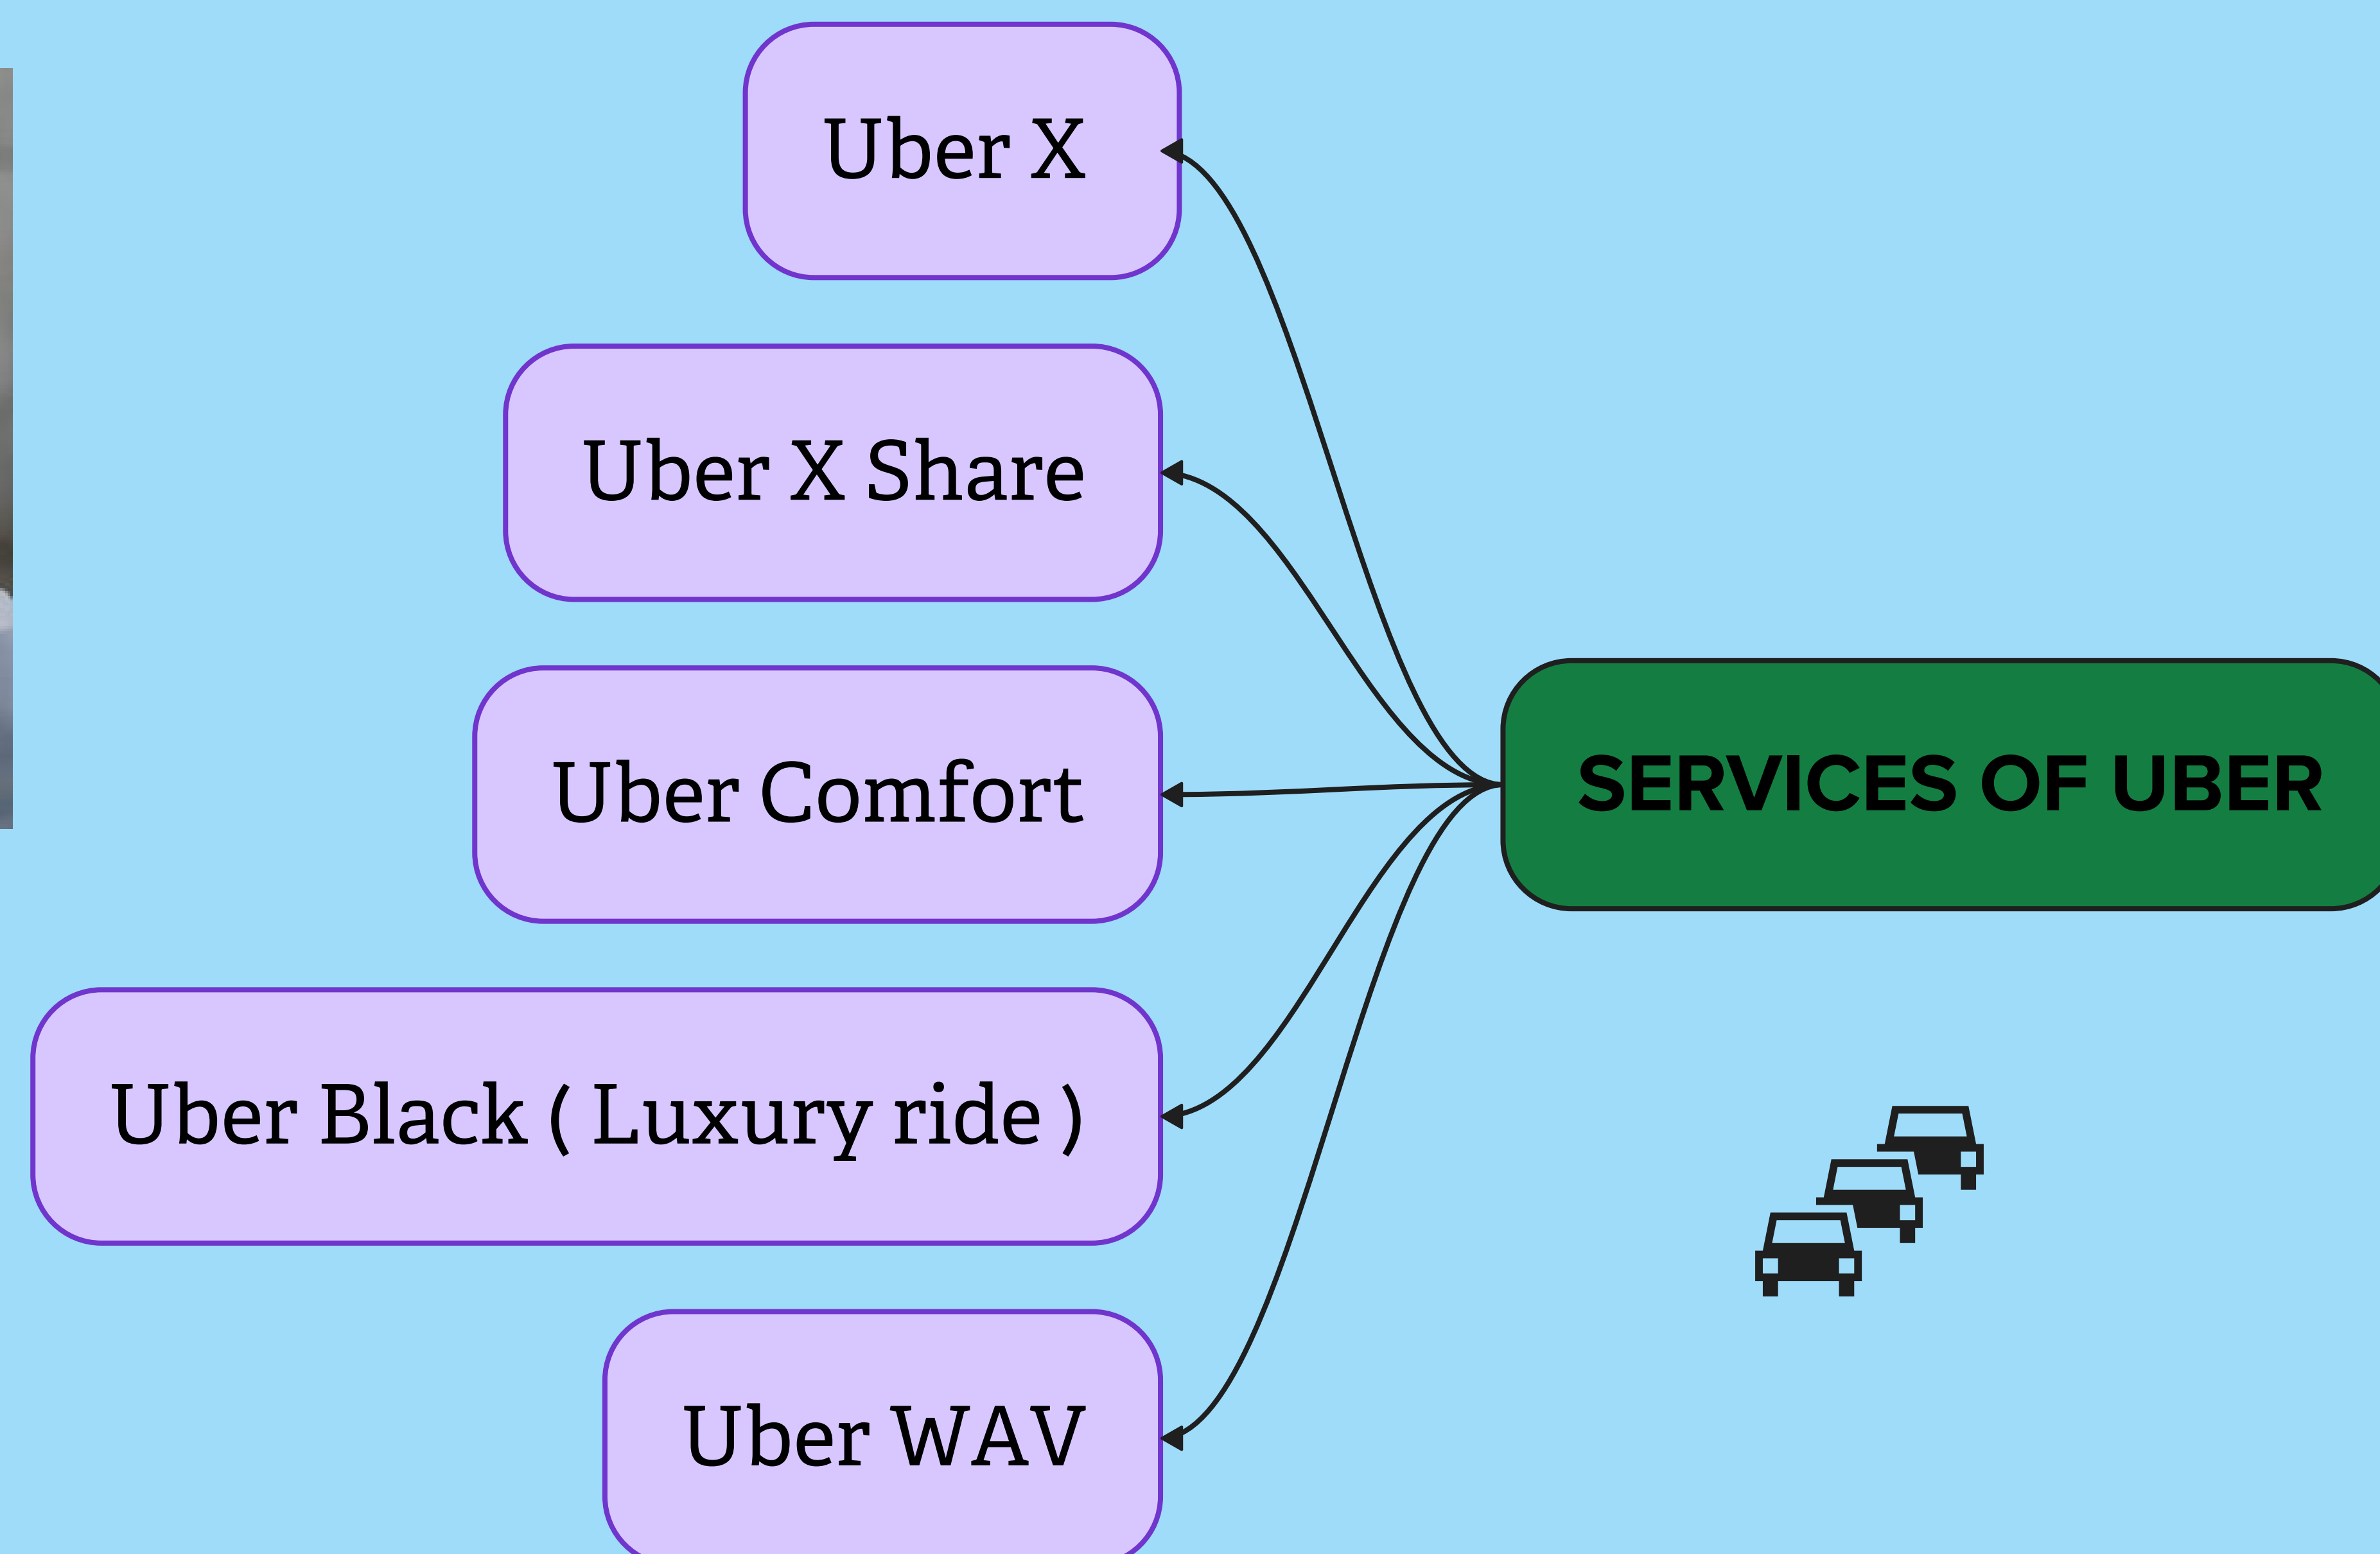 Uber X
Uber X Share
Uber Comfort
SERVICES OF UBER
Uber Black ( Luxury ride )
Uber WAV